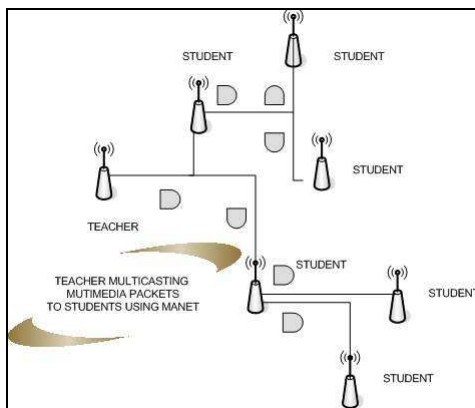 STUDENT
STUDENT
STUDENT
TEACHER
STUDENT
TEACHER MULTICASTING
MUTIMEDIA PACKETS
TO STUDENTS USING MANET
STUDENT
STUDENT